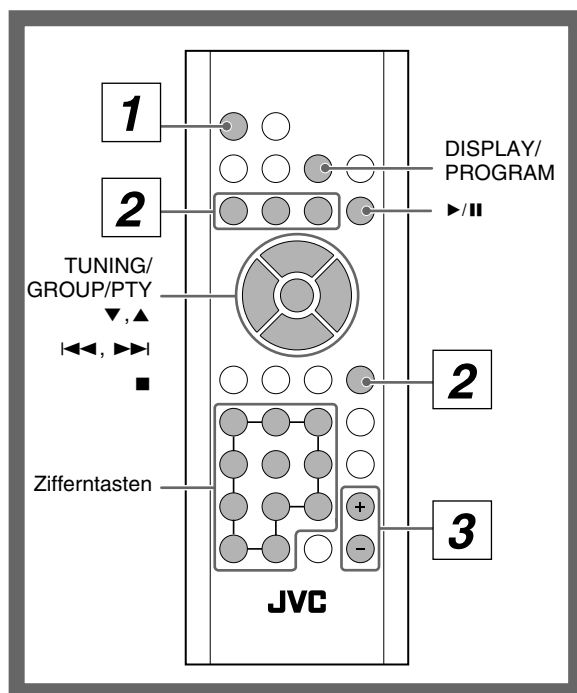 1
DISPLAY/
PROGRAM
2
▶/❙❙
TUNING/
GROUP/PTY
▼,▲
|◀◀, ▶▶|
■
2
Zifferntasten
+
3
–
JVC